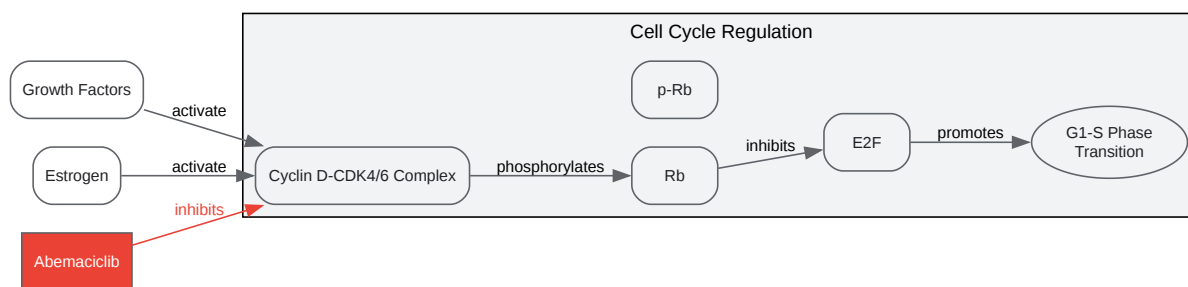 Cell Cycle Regulation
Growth Factors
activate
p-Rb
Estrogen
activate
Cyclin D-CDK4/6 Complex
phosphorylates
Rb
inhibits
E2F
promotes
G1-S Phase
Transition
inhibits
Abemaciclib